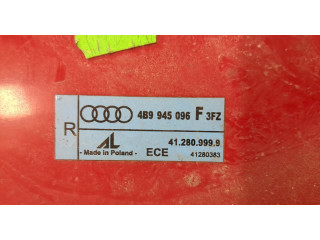 4B9 945 096 F 3FZ
R
AL
41.280.999.9
- Made in Poland -
ECE
41280383